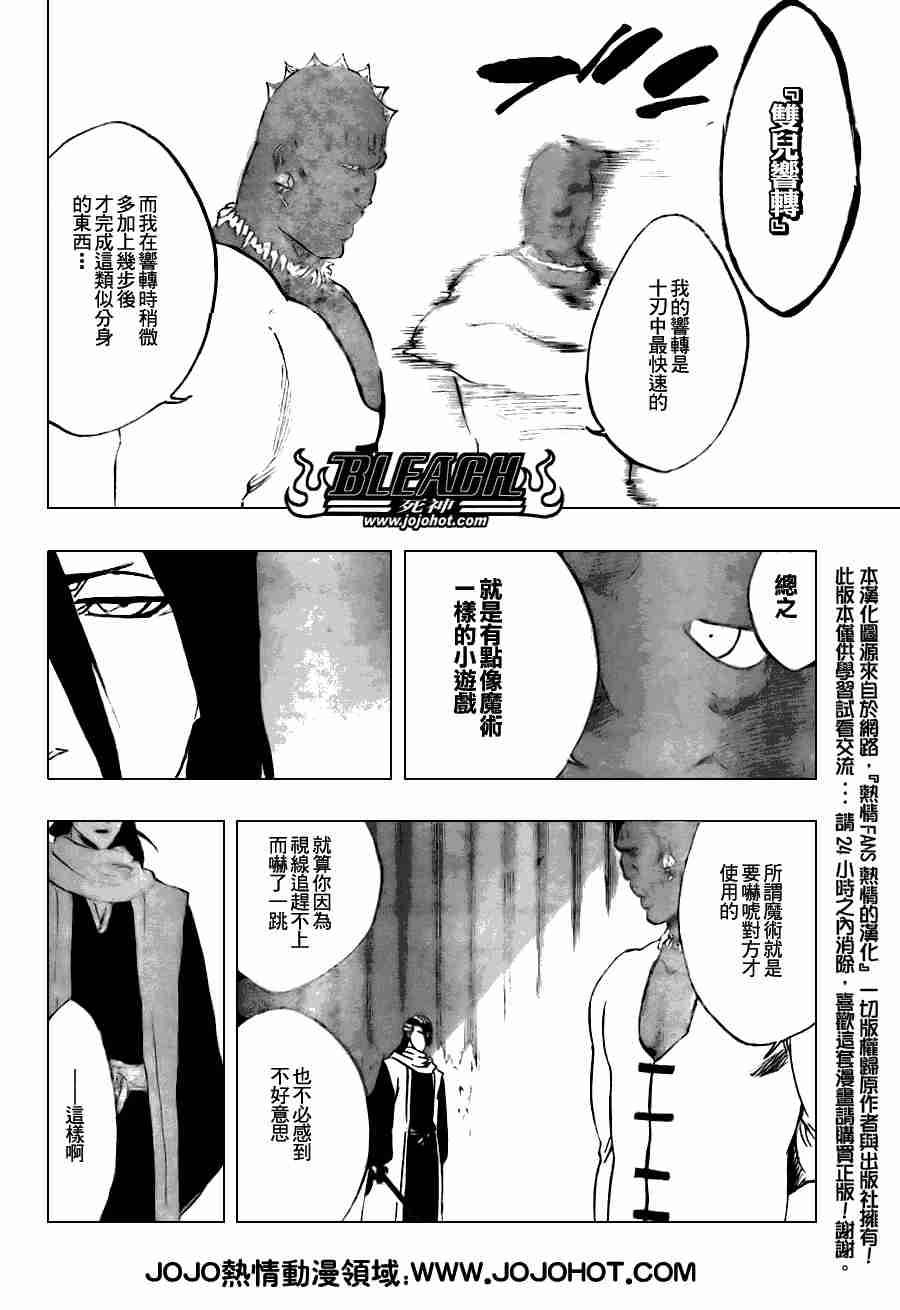 『雙兒響轉』
我的響轉是
十刃中最快速的
而我在響轉時稍微
多加上幾步後
才完成這類似分身
的東西…
BLEACH
死神
www.jojohot.com
總之
就是有點像魔術
一樣的小遊戲
所謂魔術就是
要嚇唬對方才
使用的
就算你因為
視線追趕不上
而嚇了一跳
也不必感到
不好意思
——這樣啊
本漢化圖源來自於網路，『熱情FANS 熱情的漢化』一切版權歸原作者與出版社擁有！
此版本僅供學習試看交流... 請24小時之內消除，喜歡這套漫畫請購買正版！謝謝。
JOJO熱情動漫領域:WWW.JOJOHOT.COM